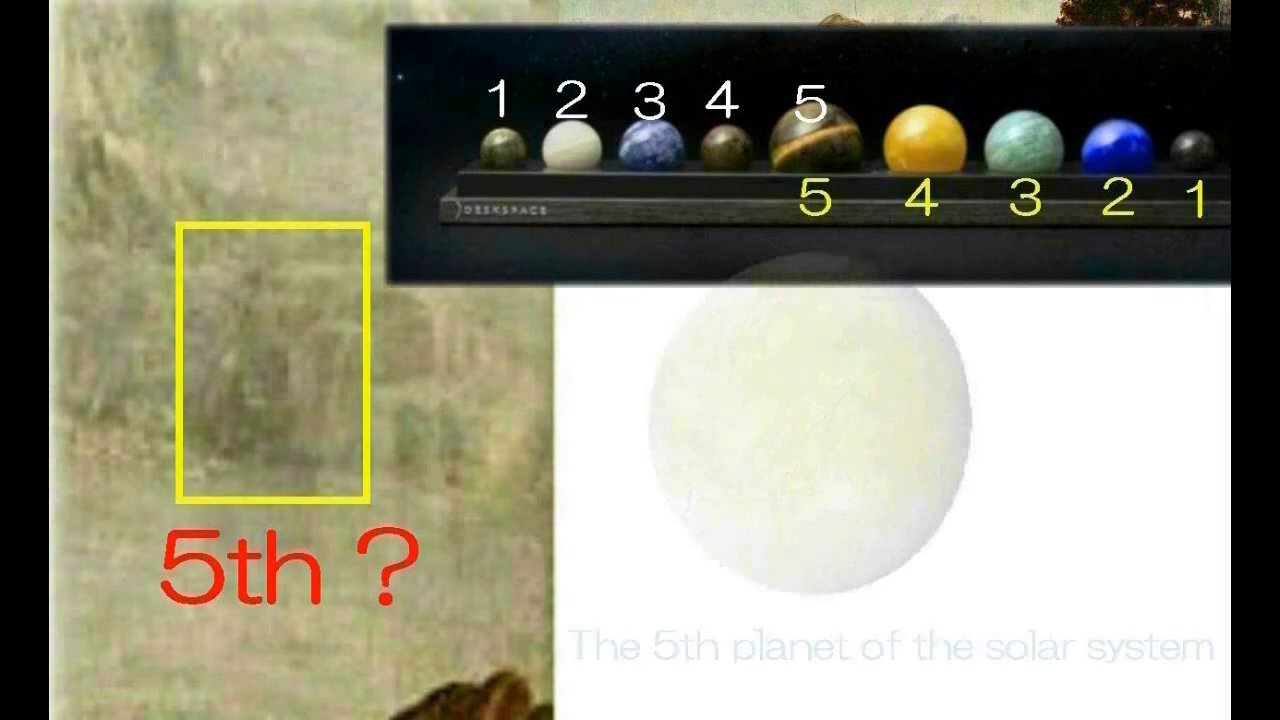 1 2 3 4 5
5 4 3 2 1
DESKSPACE
5th ?
The 5th planet of the solar system